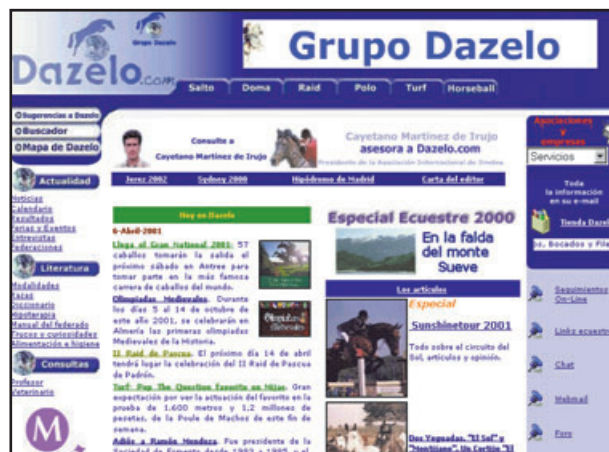 Grupo Dazelo
Grupo Dazelo
Dazelo.com
Salto Doma Raid Polo Turf Horseball
Sugerencias a Dazelo
Buscador
Mapa de Dazelo
Consulte a
Cayetano Martinez de Irujo
Cayetano Martinez de Irujo
asesora a Dazelo.com
Presidente de la Asociación Internacional de Jinetes
Jerez 2002 Sydney 2000 Hipódromo de Madrid Carta del editor
Asociaciones
y
empresas
Servicios
Toda
la información
en su e-mail
Tienda Dazel
Actualidad
Noticias
Calendario
Resultados
Ferias y Eventos
Entrevistas
Federaciones
Literatura
Modalidades
Razas
Diccionario
Hipoterapia
Manual del federado
Trucos y curiosidades
Alimentación e higiene
Consultas
Profesor
Veterinario
M
Hoy en Dazelo
6-Abril-2001
Llega el Gran National 2001: 57
caballos tomarán la salida el
próximo sábado en Antree para
tomar parte en la más famosa
carrera de caballos del mundo.
Olimpiadas Medievales. Durante
los días 5 al 14 de octubre de
este año 2001, se celebrarán en
Almería las primeras olimpiadas
Medievales de la Historia.
II Raid de Pascua. El próximo día 14 de abril
tendrá lugar la celebración del II Raid de Pascua
de Padrón.
Turf: Pop The Question favorito en Mijas. Gran
expectación por ver la actuación del favorito en la
prueba de 1.600 metros y 1,2 millones de
pesetas, de la Poule de Machos de este fin de
semana.
Adiós a Ramón Mendoza. Fue presidente de la
Especial Ecuestre 2000
En la falda
del monte
Sueve
Los artículos
Especial
Sunshinetour 2001
Todo sobre el circuito del
Sol, artículos y opinión.
Dos Yeguadas, "El Sol" y
Seguimientos
On-Line
Links ecuestre
Chat
Webmail
Foro